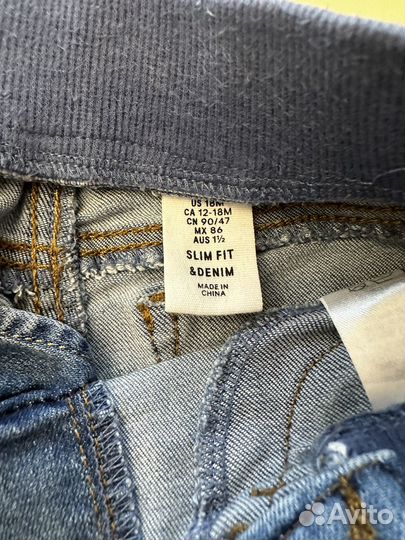 US 18M
CA 12-18M
CN 90/47
MX 86
AUS 1½
SLIM FIT
&DENIM
MADE IN
CHINA
Avito